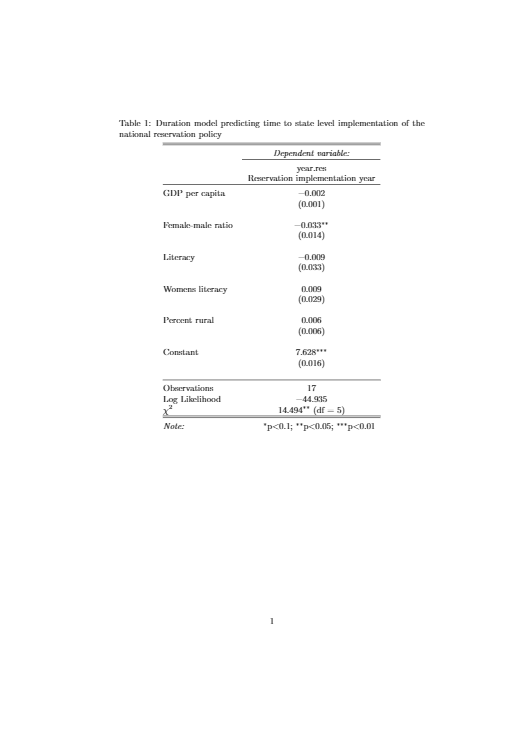 Table 1: Duration model predicting time to state level implementation of the
national reservation policy
Dependent variable:
year.res
Reservation implementation year
GDP per capita −0.002
(0.001)
Female-male ratio −0.033**
(0.014)
Literacy −0.009
(0.033)
Womens literacy 0.009
(0.029)
Percent rural 0.006
(0.006)
Constant 7.628***
(0.016)
Observations 17
Log Likelihood −44.935
χ² 14.494** (df = 5)
Note: *p<0.1; **p<0.05; ***p<0.01
1